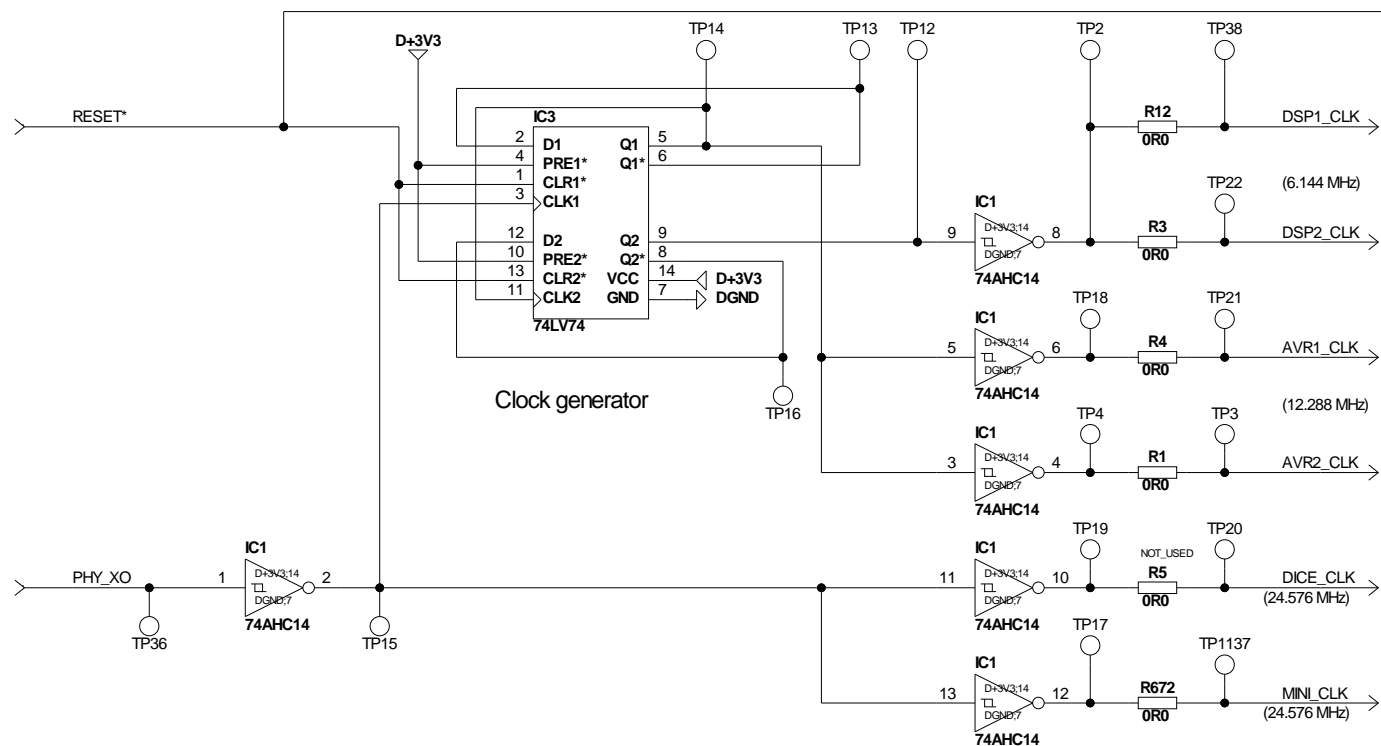 TP14 TP13 TP12 TP2 TP38
D+3V3
RESET* IC3 R12 DSP1_CLK
0R0
2 D1 Q1 5
4 PRE1* Q1* 6
1 CLR1* TP22 (6.144 MHz)
3 CLK1 IC1
12 D2 Q2 9 9 D+3V3;14 8 R3 DSP2_CLK
10 PRE2* Q2* 8 DGND;7 0R0
13 CLR2* VCC 14 D+3V3 74AHC14
11 CLK2 GND 7 DGND
74LV74 TP18 TP21
IC1
5 D+3V3;14 6 R4 AVR1_CLK
DGND;7 0R0
74AHC14
Clock generator TP16 (12.288 MHz)
TP4 TP3
IC1
3 D+3V3;14 4 R1 AVR2_CLK
DGND;7 0R0
74AHC14
TP19 TP20
IC1 IC1 NOT_USED
PHY_XO 1 D+3V3;14 2 11 D+3V3;14 10 R5 DICE_CLK
DGND;7 DGND;7 0R0 (24.576 MHz)
74AHC14 74AHC14
TP36 TP15 TP17 TP1137
IC1
13 D+3V3;14 12 R672 MINI_CLK
DGND;7 0R0 (24.576 MHz)
74AHC14